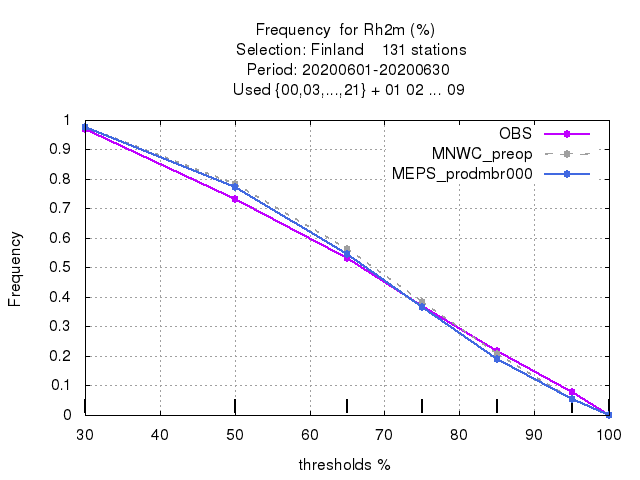 Frequency  for Rh2m (%)
Selection: Finland    131 stations
Period: 20200601-20200630
Used {00,03,...,21} + 01 02 ... 09
OBS
MNWC_preop
MEPS_prodmbr000
Frequency
1
0.9
0.8
0.7
0.6
0.5
0.4
0.3
0.2
0.1
0
30 40 50 60 70 80 90 100
thresholds %